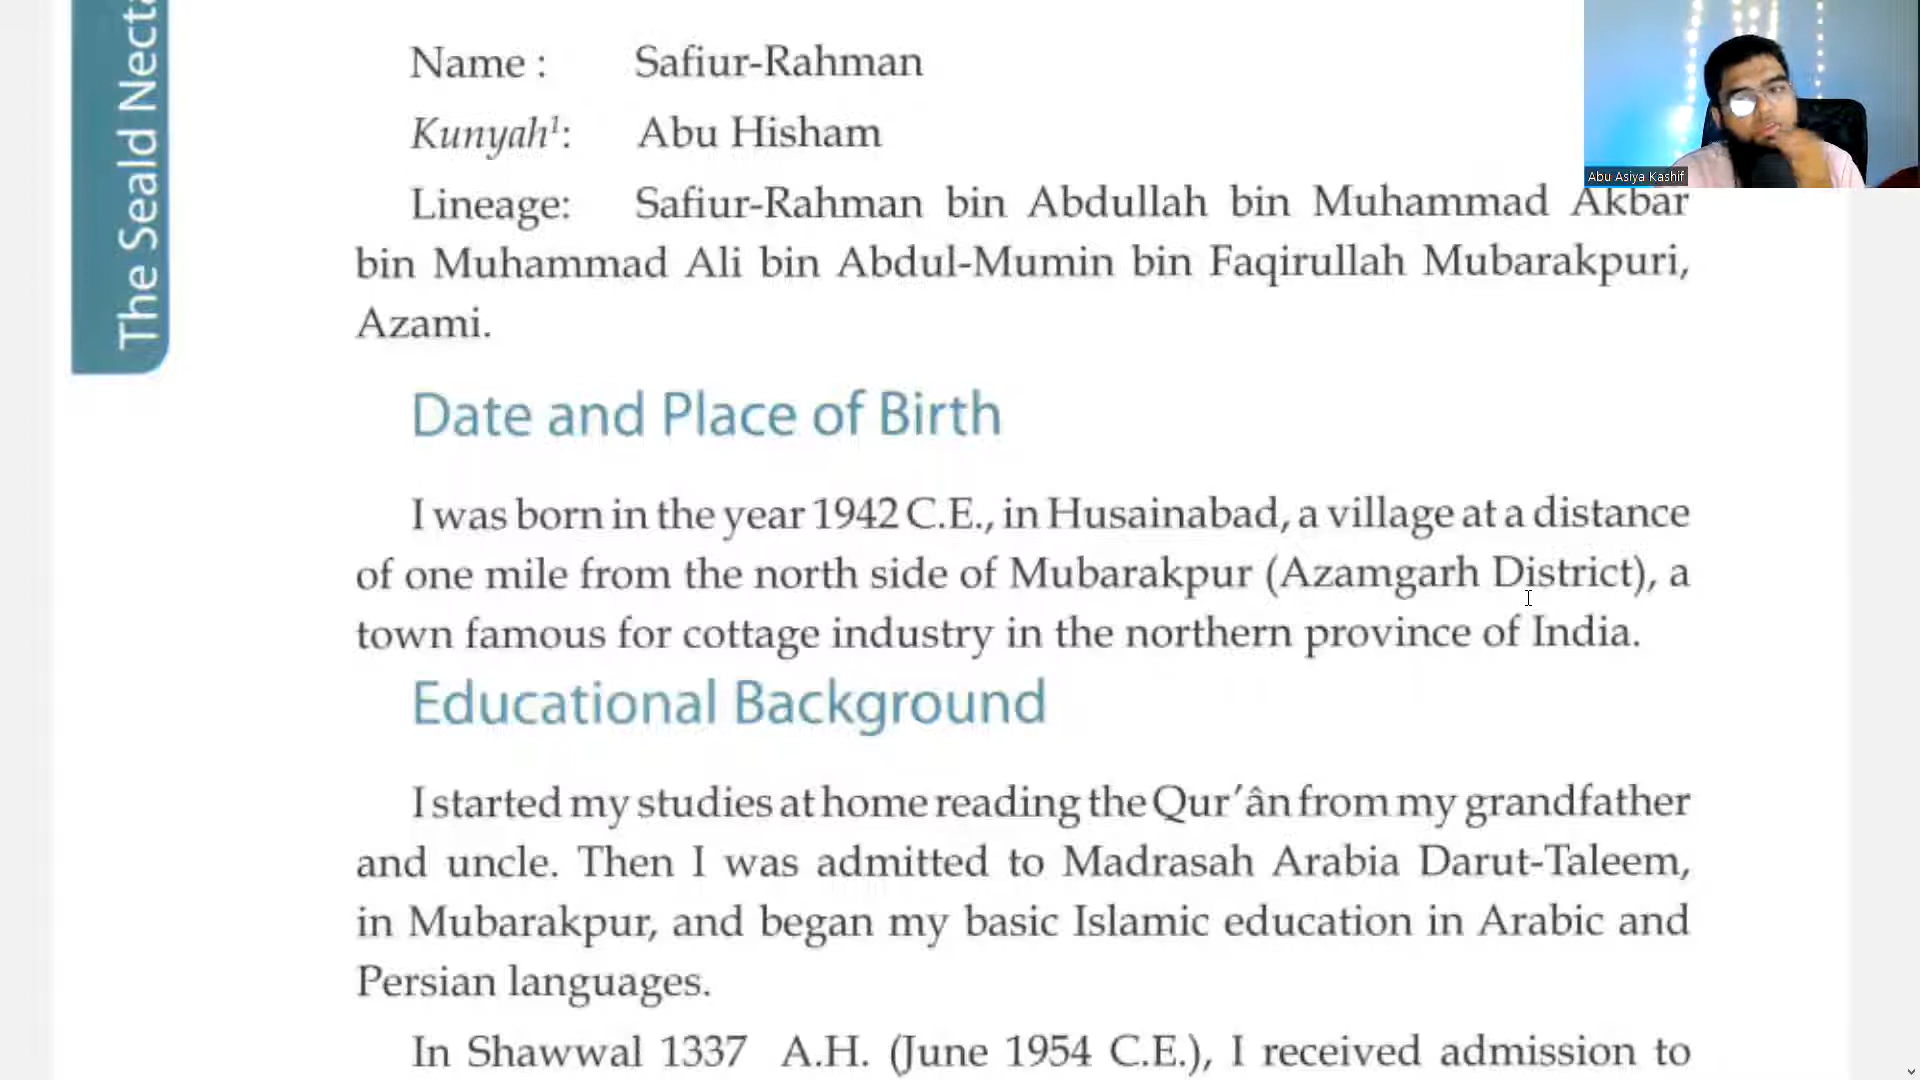 The Seald Necta
Name : Safiur-Rahman
Kunyah¹: Abu Hisham
Lineage: Safiur-Rahman bin Abdullah bin Muhammad Akbar
bin Muhammad Ali bin Abdul-Mumin bin Faqirullah Mubarakpuri,
Azami.
Date and Place of Birth
I was born in the year 1942 C.E., in Husainabad, a village at a distance
of one mile from the north side of Mubarakpur (Azamgarh District), a
town famous for cottage industry in the northern province of India.
Educational Background
I started my studies at home reading the Qur’ân from my grandfather
and uncle. Then I was admitted to Madrasah Arabia Darut-Taleem,
in Mubarakpur, and began my basic Islamic education in Arabic and
Persian languages.
In Shawwal 1337 A.H. (June 1954 C.E.), I received admission to
Abu Asiya Kashif